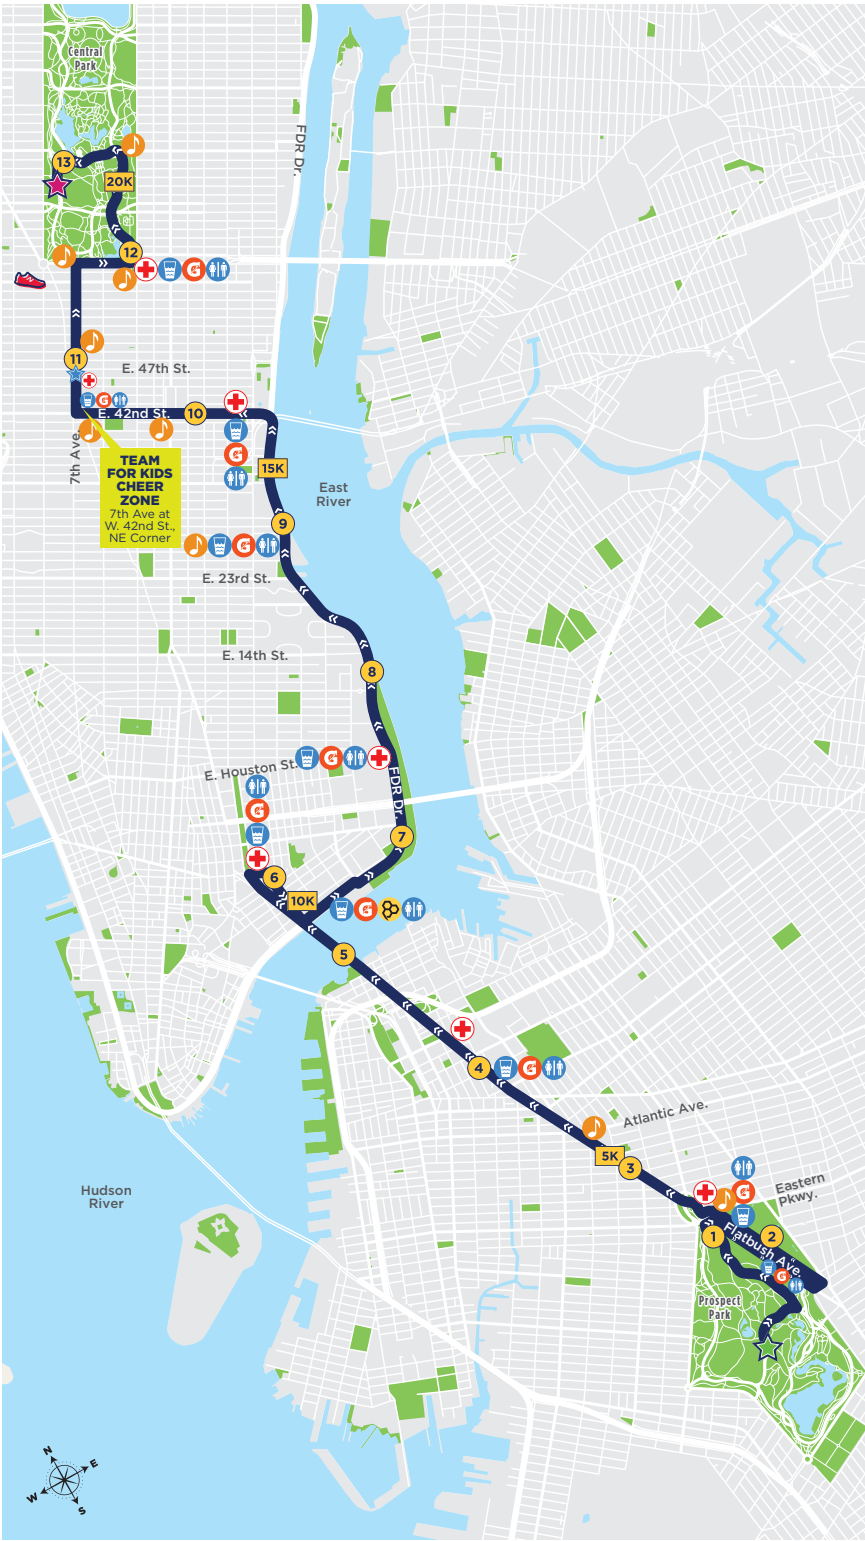 Central
Park
FDR Dr.
13
20K
12
11
E. 47th St.
E. 42nd St.
10
7th Ave.
TEAM
FOR KIDS
CHEER
ZONE
7th Ave at
W. 42nd St.,
NE Corner
15K
East
River
9
E. 23rd St.
E. 14th St.
8
E. Houston St.
FDR Dr.
7
6
10K
5
4
Atlantic Ave.
5K
3
Hudson
River
Eastern
Pkwy.
1
2
Flatbush Ave.
Prospect
Park
N
E
W
S
G
G
G
G
G
G
G
G
G
G